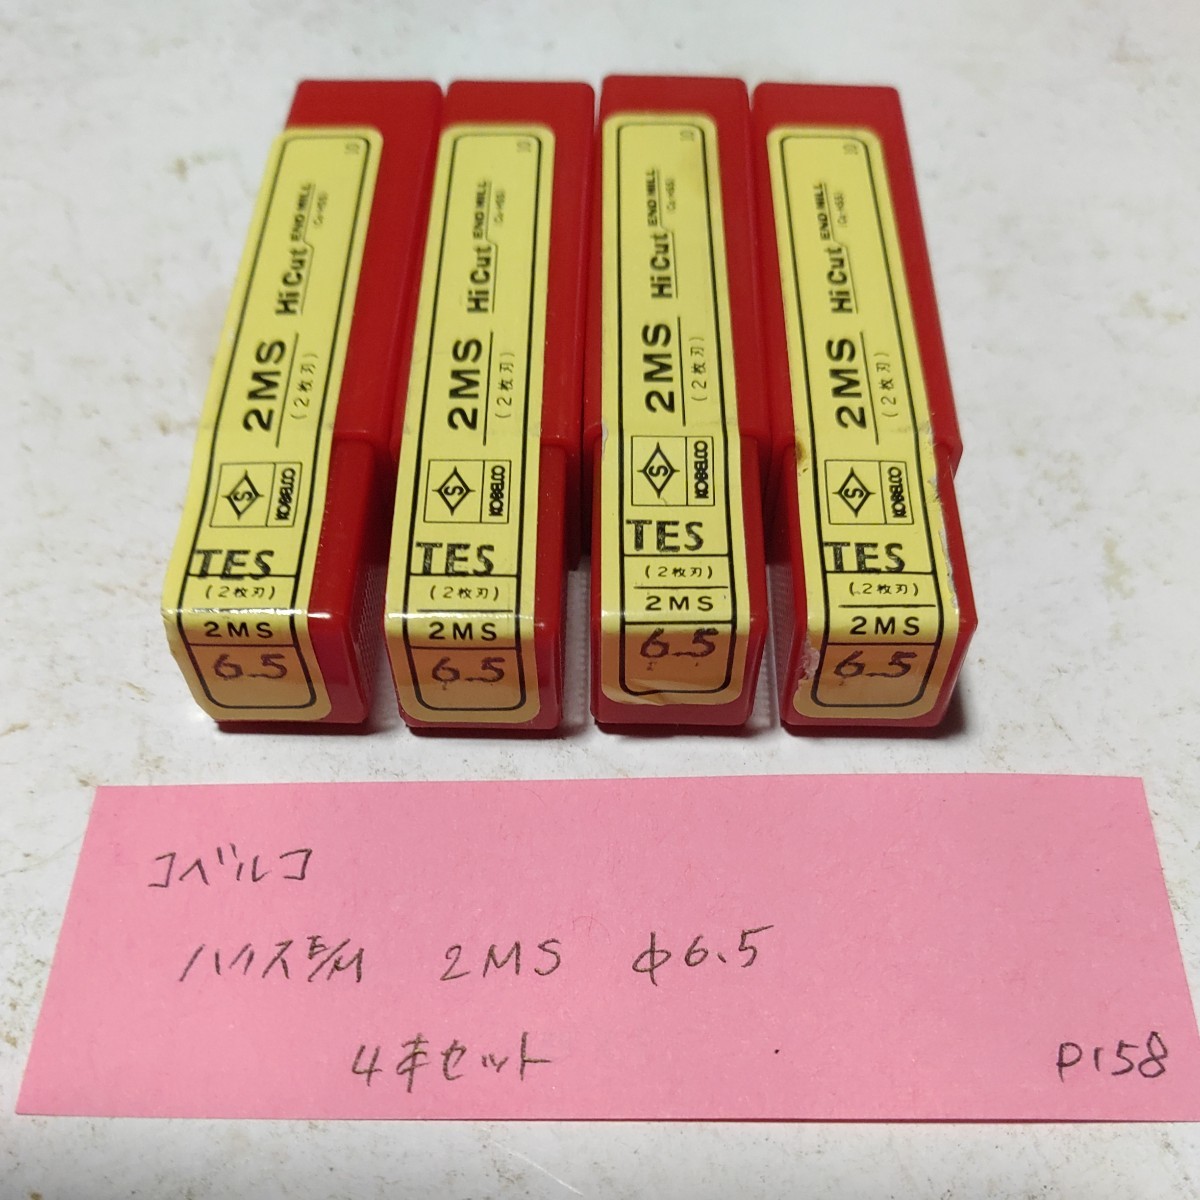 10
2MS Hi Cut END MILL
(Co-HSS)
(2枚刃)
S KOBELCO
TES
(2枚刃)
2MS
6.5
10
2MS Hi Cut END MILL
(Co-HSS)
(2枚刃)
S KOBELCO
TES
(2枚刃)
2MS
6.5
10
2MS Hi Cut END MILL
(Co-HSS)
(2枚刃)
S KOBELCO
TES
(2枚刃)
2MS
6.5
10
2MS Hi Cut END MILL
(Co-HSS)
(2枚刃)
S KOBELCO
TES
(2枚刃)
2MS
6.5
コベルコ
ハイスE/M 2MS φ6.5
4本セット P158